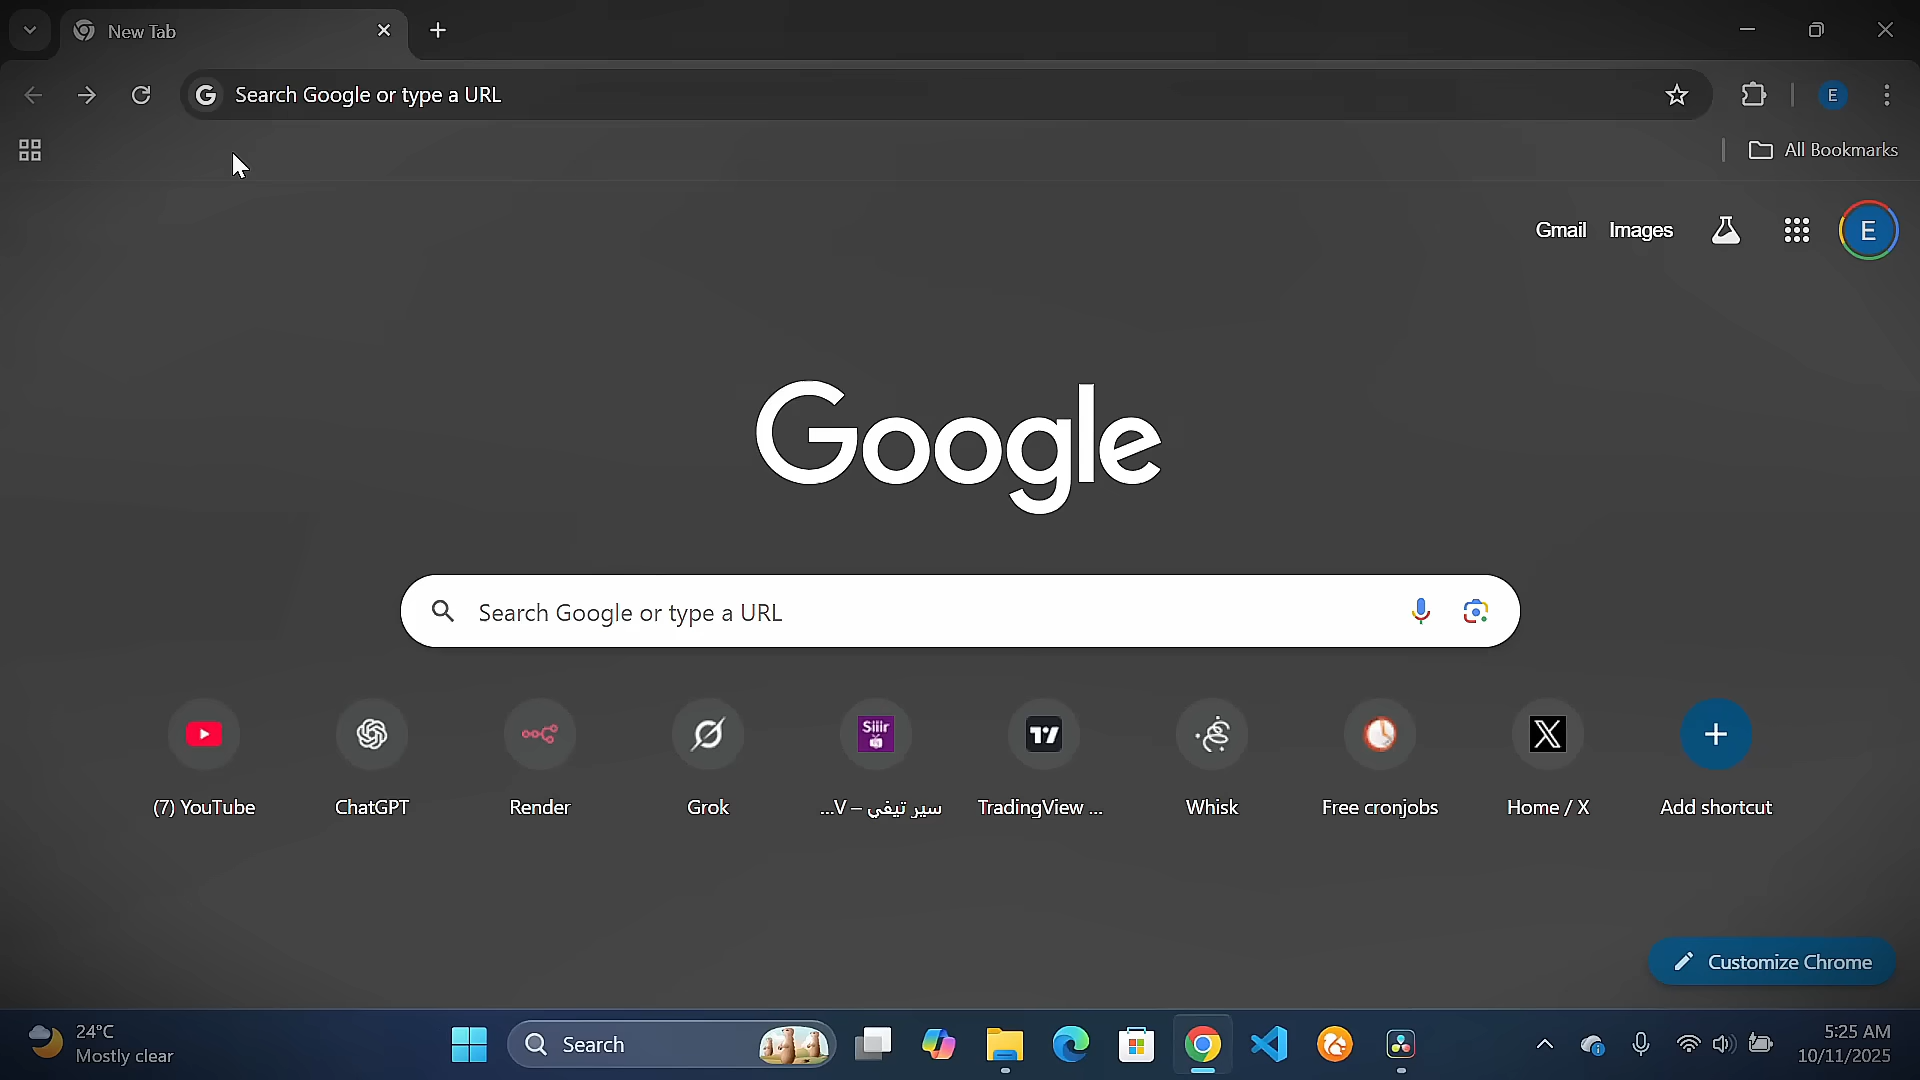 New Tab
Search Google or type a URL
All Bookmarks
Gmail Images
E
E
Google
Search Google or type a URL
Siiir
(7) YouTube
ChatGPT
Render
Grok
سير تيفي – V...
TradingView ...
Whisk
Free cronjobs
Home / X
Add shortcut
Customize Chrome
24°C
Mostly clear
Search
5:25 AM
10/11/2025